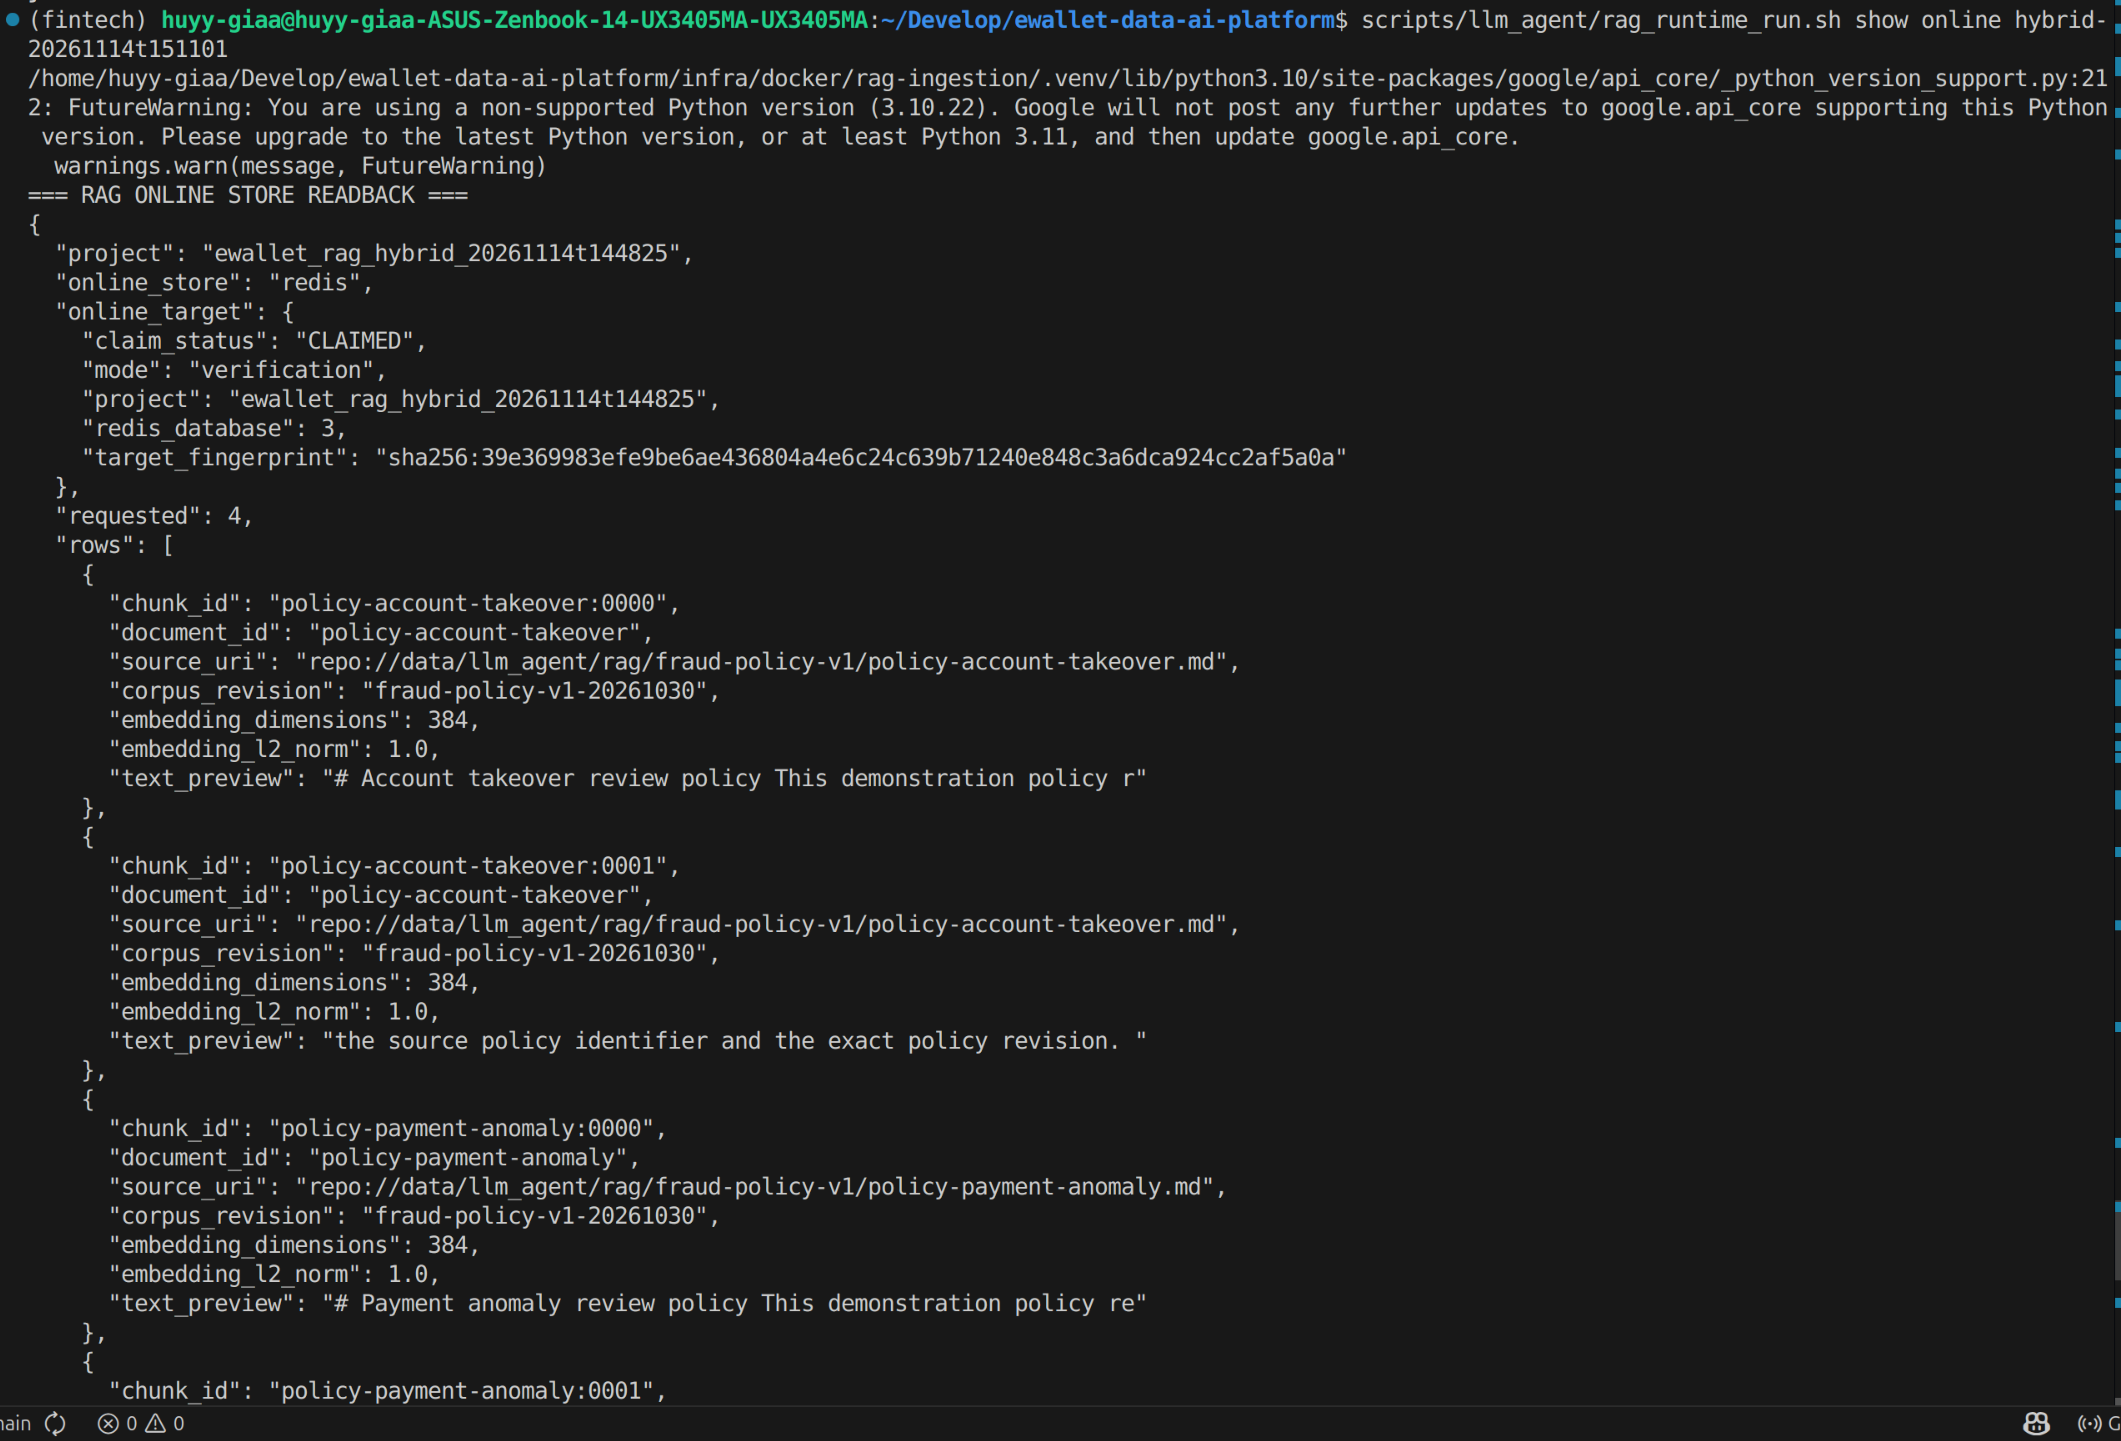 (fintech) huyy-giaa@huyy-giaa-ASUS-Zenbook-14-UX3405MA-UX3405MA:~/Develop/ewallet-data-ai-platform$ scripts/llm_agent/rag_runtime_run.sh show online hybrid-
20261114t151101
/home/huyy-giaa/Develop/ewallet-data-ai-platform/infra/docker/rag-ingestion/.venv/lib/python3.10/site-packages/google/api_core/_python_version_support.py:21
2: FutureWarning: You are using a non-supported Python version (3.10.22). Google will not post any further updates to google.api_core supporting this Python
 version. Please upgrade to the latest Python version, or at least Python 3.11, and then update google.api_core.
  warnings.warn(message, FutureWarning)
=== RAG ONLINE STORE READBACK ===
{
  "project": "ewallet_rag_hybrid_20261114t144825",
  "online_store": "redis",
  "online_target": {
    "claim_status": "CLAIMED",
    "mode": "verification",
    "project": "ewallet_rag_hybrid_20261114t144825",
    "redis_database": 3,
    "target_fingerprint": "sha256:39e369983efe9be6ae436804a4e6c24c639b71240e848c3a6dca924cc2af5a0a"
  },
  "requested": 4,
  "rows": [
    {
      "chunk_id": "policy-account-takeover:0000",
      "document_id": "policy-account-takeover",
      "source_uri": "repo://data/llm_agent/rag/fraud-policy-v1/policy-account-takeover.md",
      "corpus_revision": "fraud-policy-v1-20261030",
      "embedding_dimensions": 384,
      "embedding_l2_norm": 1.0,
      "text_preview": "# Account takeover review policy This demonstration policy r"
    },
    {
      "chunk_id": "policy-account-takeover:0001",
      "document_id": "policy-account-takeover",
      "source_uri": "repo://data/llm_agent/rag/fraud-policy-v1/policy-account-takeover.md",
      "corpus_revision": "fraud-policy-v1-20261030",
      "embedding_dimensions": 384,
      "embedding_l2_norm": 1.0,
      "text_preview": "the source policy identifier and the exact policy revision. "
    },
    {
      "chunk_id": "policy-payment-anomaly:0000",
      "document_id": "policy-payment-anomaly",
      "source_uri": "repo://data/llm_agent/rag/fraud-policy-v1/policy-payment-anomaly.md",
      "corpus_revision": "fraud-policy-v1-20261030",
      "embedding_dimensions": 384,
      "embedding_l2_norm": 1.0,
      "text_preview": "# Payment anomaly review policy This demonstration policy re"
    },
    {
      "chunk_id": "policy-payment-anomaly:0001",
0 0